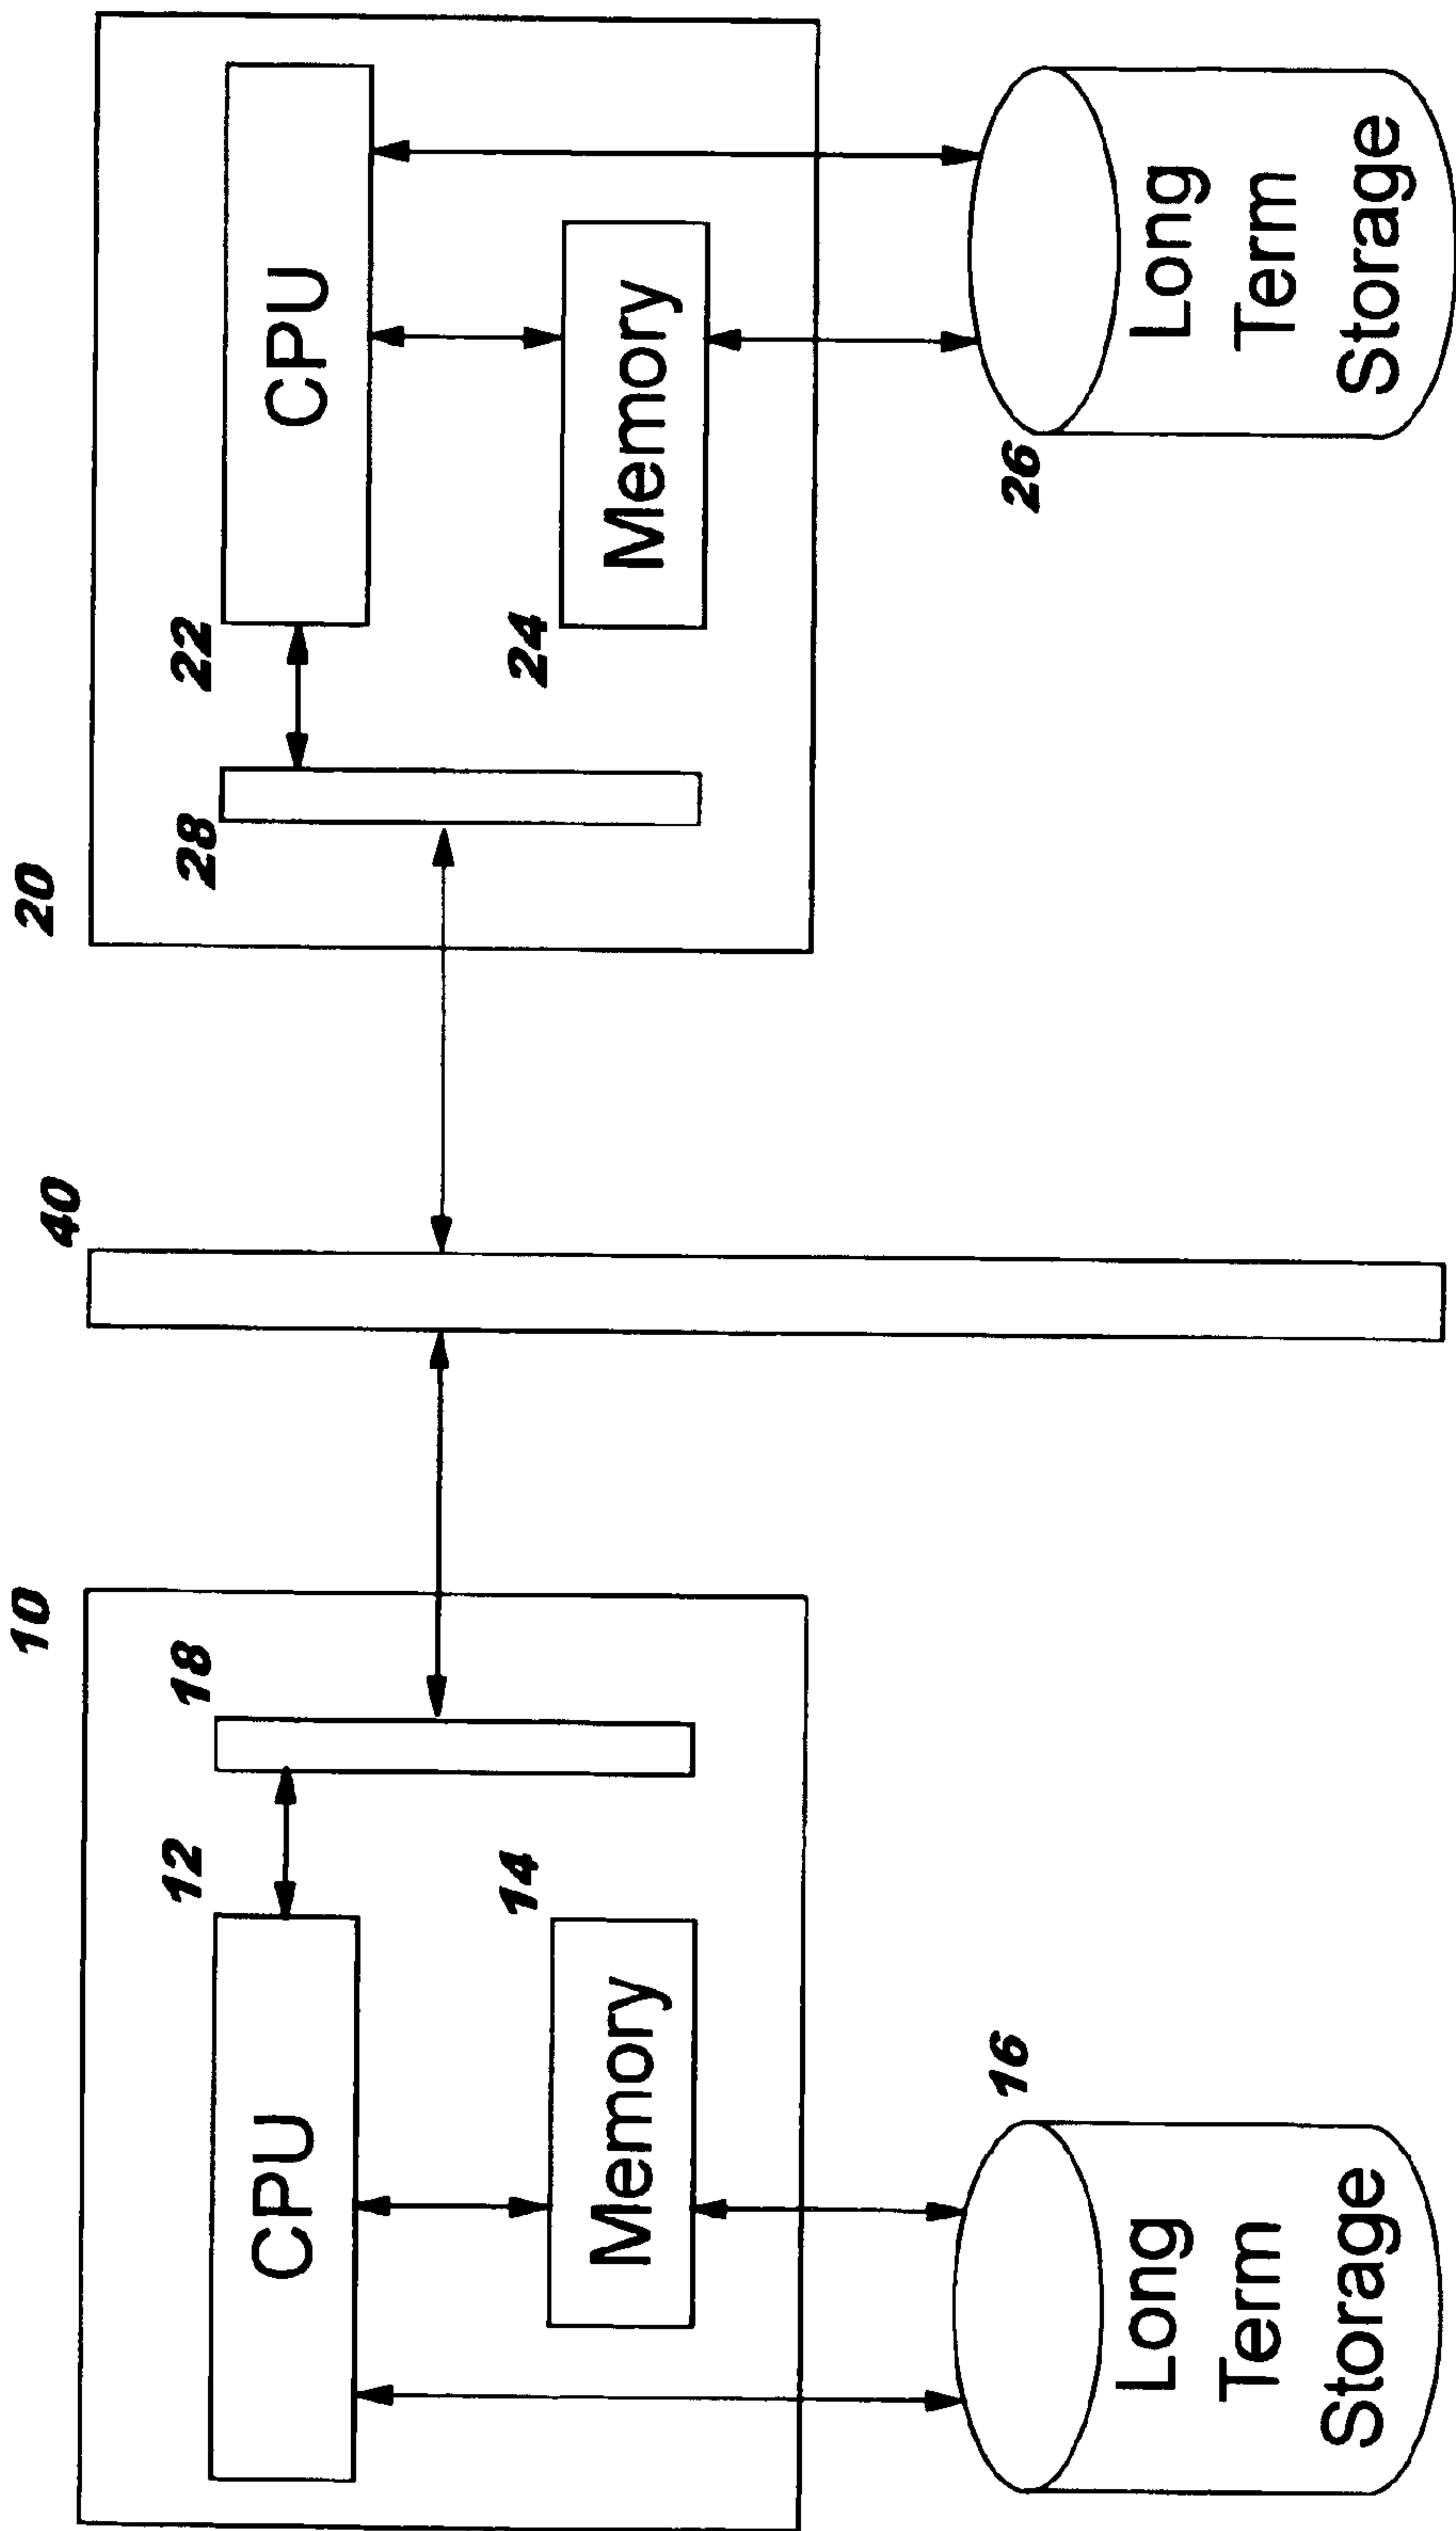 10
20
40
12
18
28
22
CPU
CPU
14
24
Memory
Memory
16
26
Long
Term
Storage
Long
Term
Storage